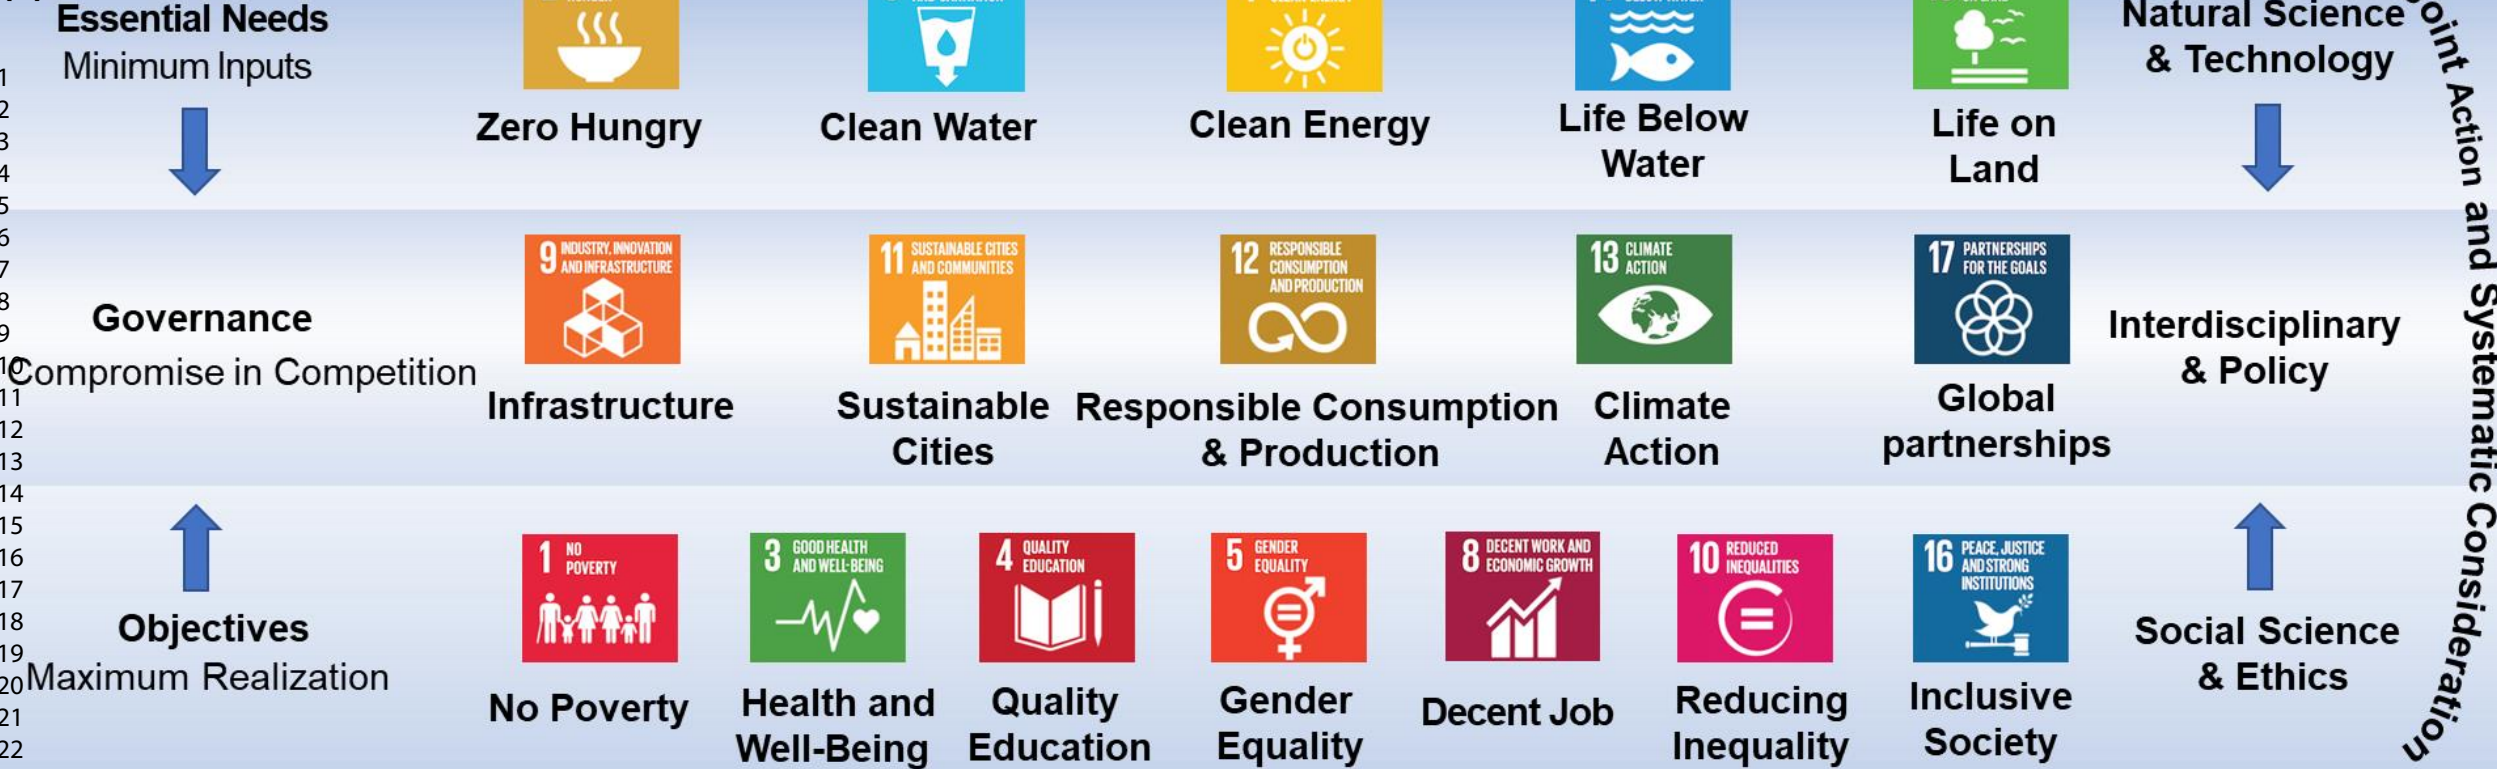 Essential Needs
Minimum Inputs
Zero Hungry
Clean Water
Clean Energy
Life Below
Water
Life on
Land
Natural Science
& Technology
Governance
Compromise in Competition
9 INDUSTRY, INNOVATION
AND INFRASTRUCTURE
Infrastructure
11 SUSTAINABLE CITIES
AND COMMUNITIES
Sustainable
Cities
12 RESPONSIBLE
CONSUMPTION
AND PRODUCTION
Responsible Consumption
& Production
13 CLIMATE
ACTION
Climate
Action
17 PARTNERSHIPS
FOR THE GOALS
Global
partnerships
Interdisciplinary
& Policy
Objectives
Maximum Realization
1 NO
POVERTY
No Poverty
3 GOOD HEALTH
AND WELL-BEING
Health and
Well-Being
4 QUALITY
EDUCATION
Quality
Education
5 GENDER
EQUALITY
Gender
Equality
8 DECENT WORK AND
ECONOMIC GROWTH
Decent Job
10 REDUCED
INEQUALITIES
Reducing
Inequality
16 PEACE, JUSTICE
AND STRONG
INSTITUTIONS
Inclusive
Society
Social Science
& Ethics
oint Action and Systematic Consideration
1
2
3
4
5
6
7
8
9
10
11
12
13
14
15
16
17
18
19
20
21
22